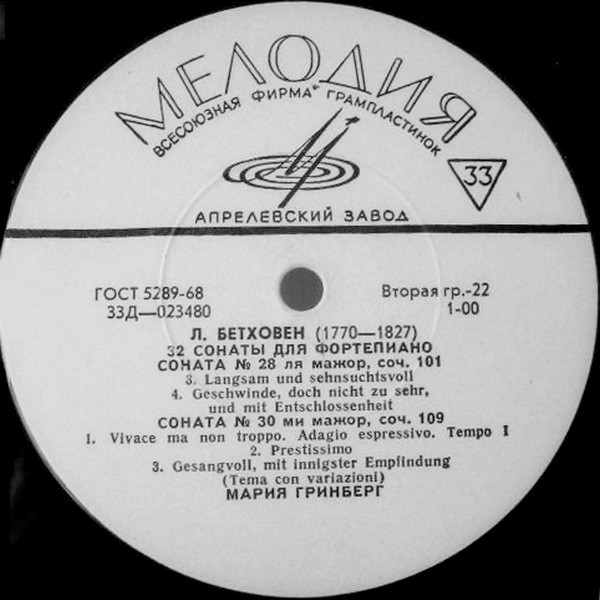 МЕЛОДИЯ
ВСЕСОЮЗНАЯ ФИРМА ГРАМПЛАСТИНОК
33
АПРЕЛЕВСКИЙ ЗАВОД
ГОСТ 5289-68 Вторая гр.-22
33Д—023480 1-00
Л. БЕТХОВЕН (1770—1827)
32 СОНАТЫ ДЛЯ ФОРТЕПИАНО
СОНАТА № 28 ля мажор, соч. 101
3. Langsam und sehnsuchtsvoll
4. Geschwinde, doch nicht zu sehr,
und mit Entschlossenheit
СОНАТА № 30 ми мажор, соч. 109
1. Vivace ma non troppo. Adagio espressivo. Tempo I
2. Prestissimo
3. Gesangvoll, mit innigster Empfindung
(Tema con variazioni)
МАРИЯ ГРИНБЕРГ